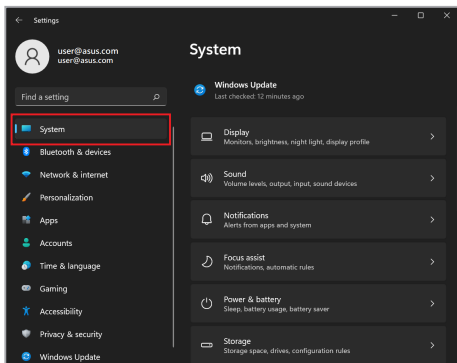 Settings
user@asus.com
user@asus.com
Find a setting
System
Bluetooth & devices
Network & internet
Personalization
Apps
Accounts
Time & language
Gaming
Accessibility
Privacy & security
Windows Update
System
Windows Update
Last checked: 12 minutes ago
Display
Monitors, brightness, night light, display profile
Sound
Volume levels, output, input, sound devices
Notifications
Alerts from apps and system
Focus assist
Notifications, automatic rules
Power & battery
Sleep, battery usage, battery saver
Storage
Storage space, drives, configuration rules